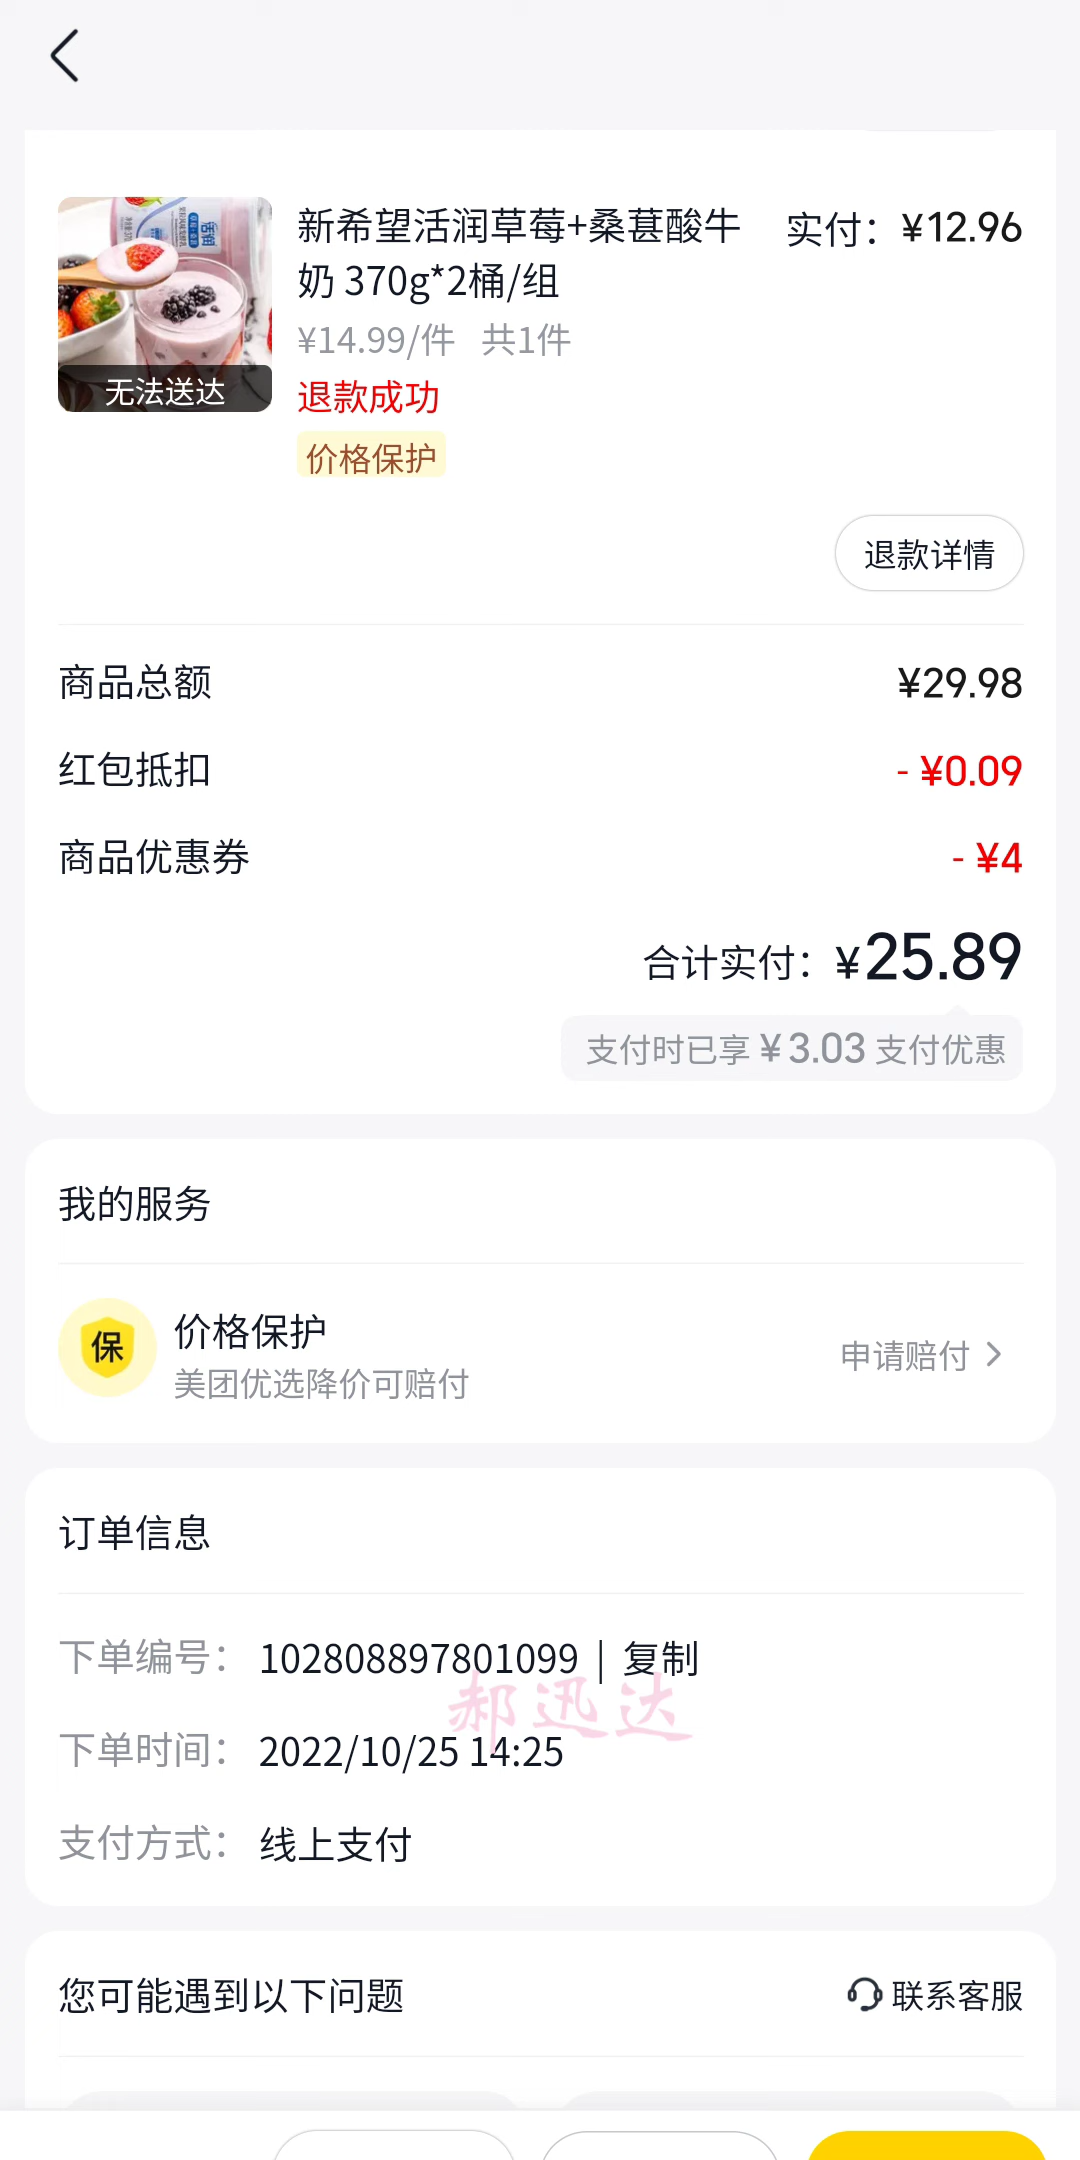 新希望活润草莓+桑葚酸牛
奶 370g*2桶/组
实付：¥12.96
¥14.99/件 共1件
无法送达
退款成功
价格保护
退款详情
商品总额 ¥29.98
红包抵扣 - ¥0.09
商品优惠券 - ¥4
合计实付：¥25.89
支付时已享 ¥3.03 支付优惠
我的服务
保
价格保护
美团优选降价可赔付
申请赔付
订单信息
下单编号：102808897801099 | 复制
郝迅达
下单时间：2022/10/25 14:25
支付方式：线上支付
您可能遇到以下问题
联系客服